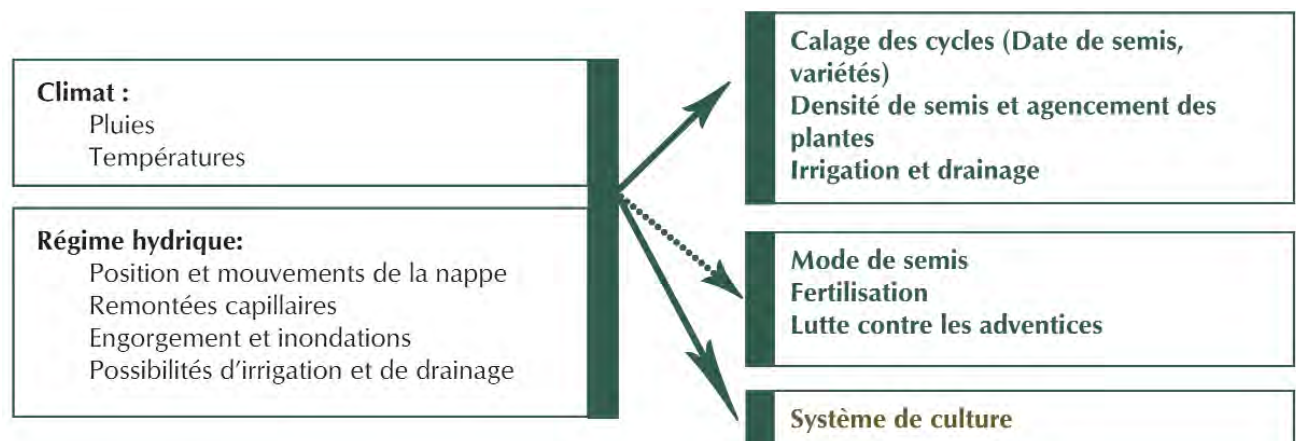 Climat :
Pluies
Températures
Régime hydrique:
Position et mouvements de la nappe
Remontées capillaires
Engorgement et inondations
Possibilités d'irrigation et de drainage
Calage des cycles (Date de semis,
variétés)
Densité de semis et agencement des
plantes
Irrigation et drainage
Mode de semis
Fertilisation
Lutte contre les adventices
Système de culture